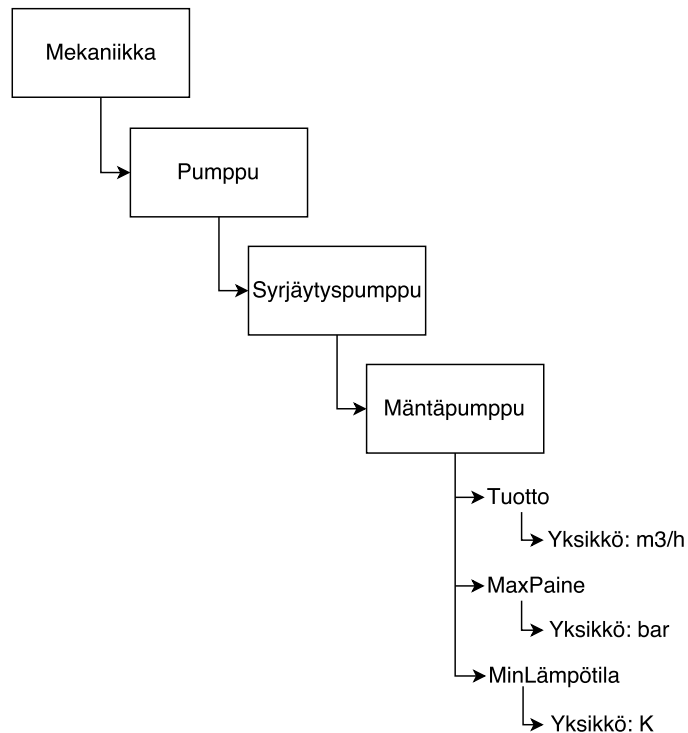 Mekaniikka
Pumppu
Syrjäytyspumppu
Mäntäpumppu
Tuotto
Yksikkö: m3/h
MaxPaine
Yksikkö: bar
MinLämpötila
Yksikkö: K